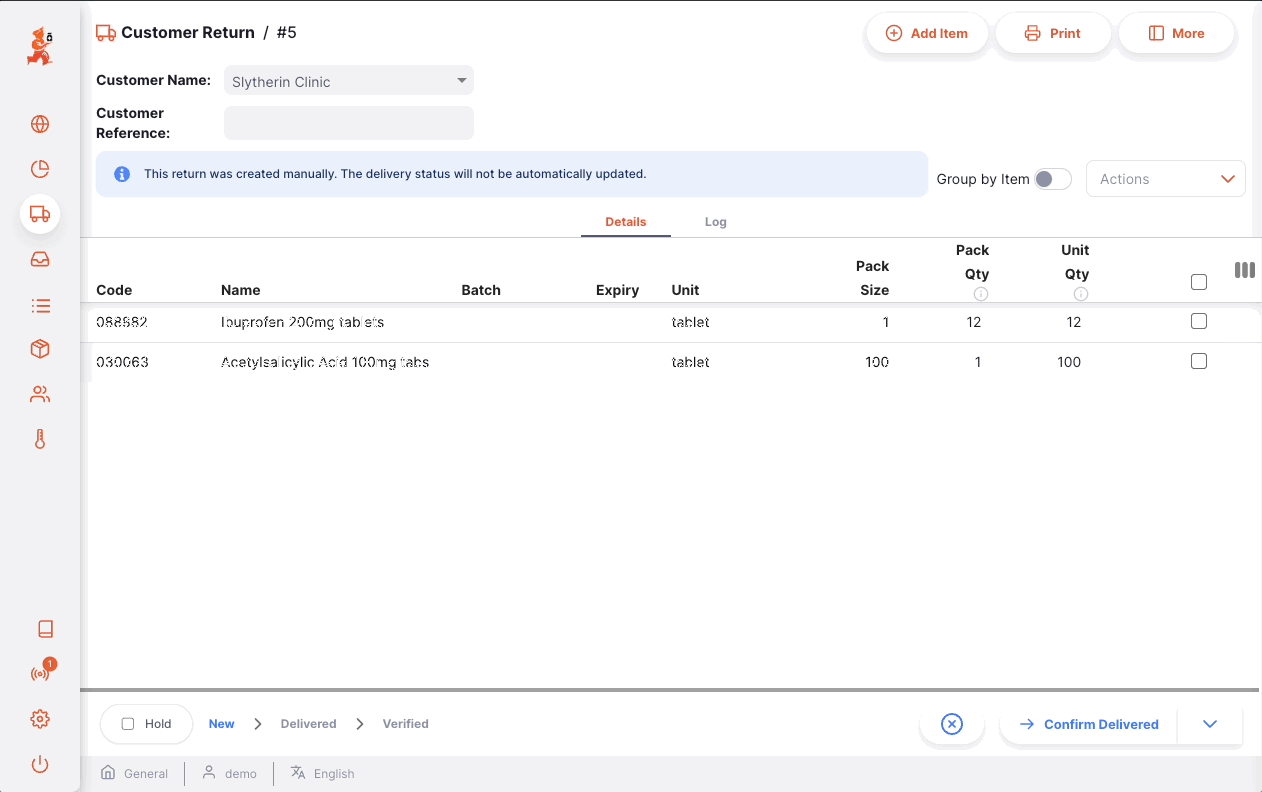 Customer Return / #5
Add Item
Print
More
Customer Name:
Slytherin Clinic
Customer
Reference:
This return was created manually. The delivery status will not be automatically updated.
Group by Item
Actions
Details
Log
Code Name Batch Expiry Unit Pack Size Pack Qty Unit Qty
Ibuprofen 200mg tablets tablet 1 12 12
030063 Acetylsalicylic Acid 100mg tabs tablet 100 1 100
Hold
New
Delivered
Verified
Confirm Delivered
1
General
demo
English